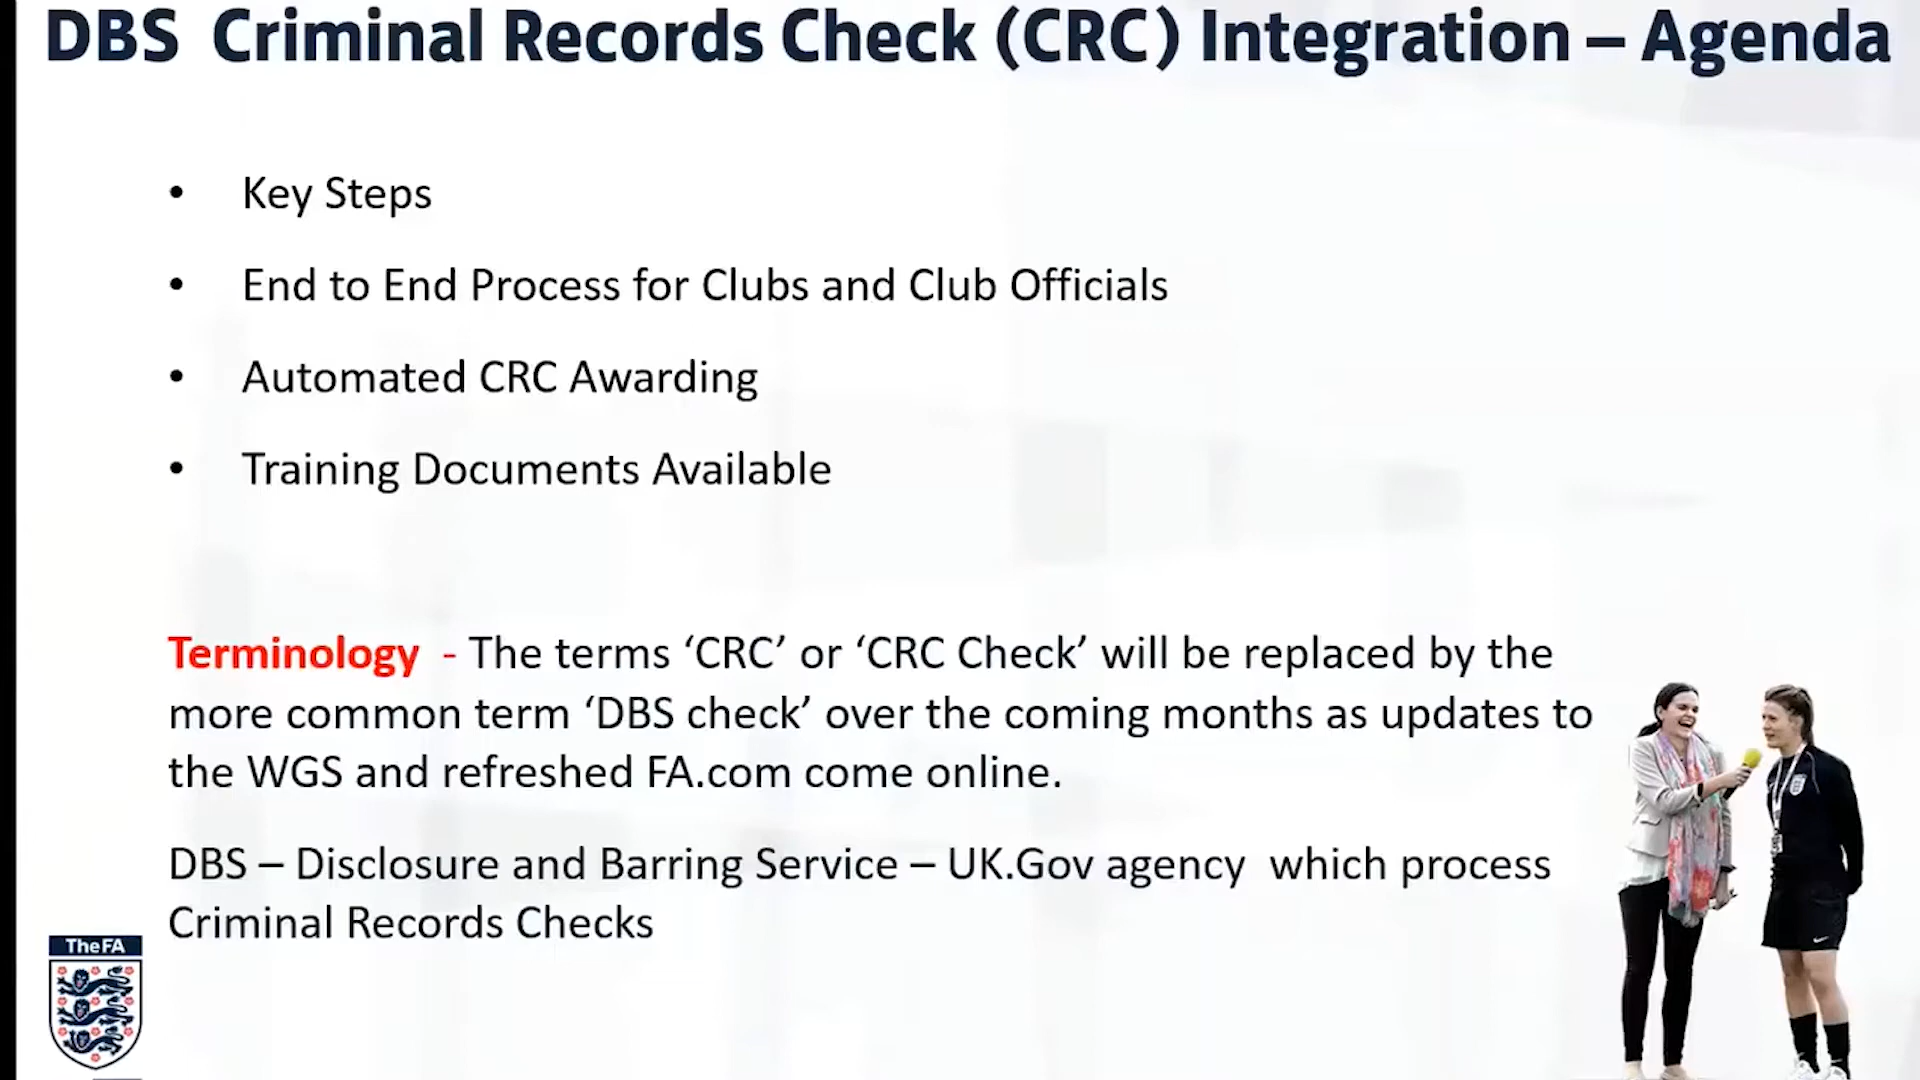 DBS Criminal Records Check (CRC) Integration – Agenda
• Key Steps
• End to End Process for Clubs and Club Officials
• Automated CRC Awarding
• Training Documents Available
Terminology - The terms ‘CRC’ or ‘CRC Check’ will be replaced by the
more common term ‘DBS check’ over the coming months as updates to
the WGS and refreshed FA.com come online.
DBS – Disclosure and Barring Service – UK.Gov agency which process
Criminal Records Checks
The FA